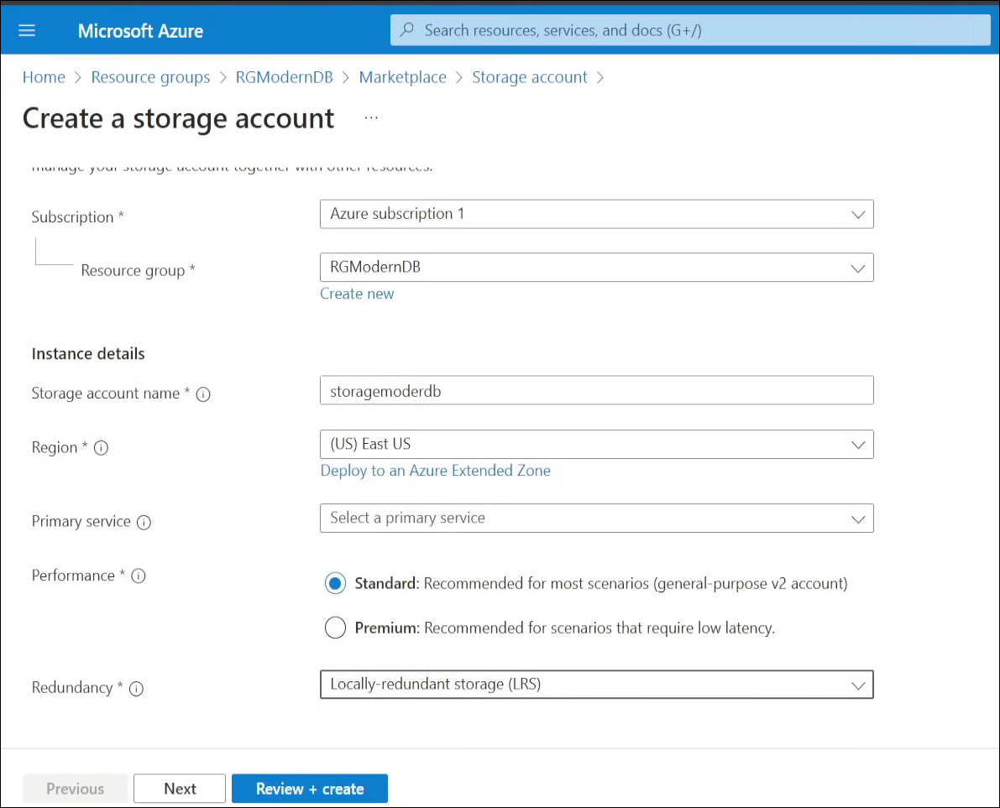 Microsoft Azure
Search resources, services, and docs (G+/)
Home > Resource groups > RGModernDB > Marketplace > Storage account >
Create a storage account ...
manage your storage account together with other resources.
Subscription *
Azure subscription 1
Resource group *
RGModernDB
Create new
Instance details
Storage account name *
storagemoderdb
Region *
(US) East US
Deploy to an Azure Extended Zone
Primary service
Select a primary service
Performance *
Standard: Recommended for most scenarios (general-purpose v2 account)
Premium: Recommended for scenarios that require low latency.
Redundancy *
Locally-redundant storage (LRS)
Previous
Next
Review + create